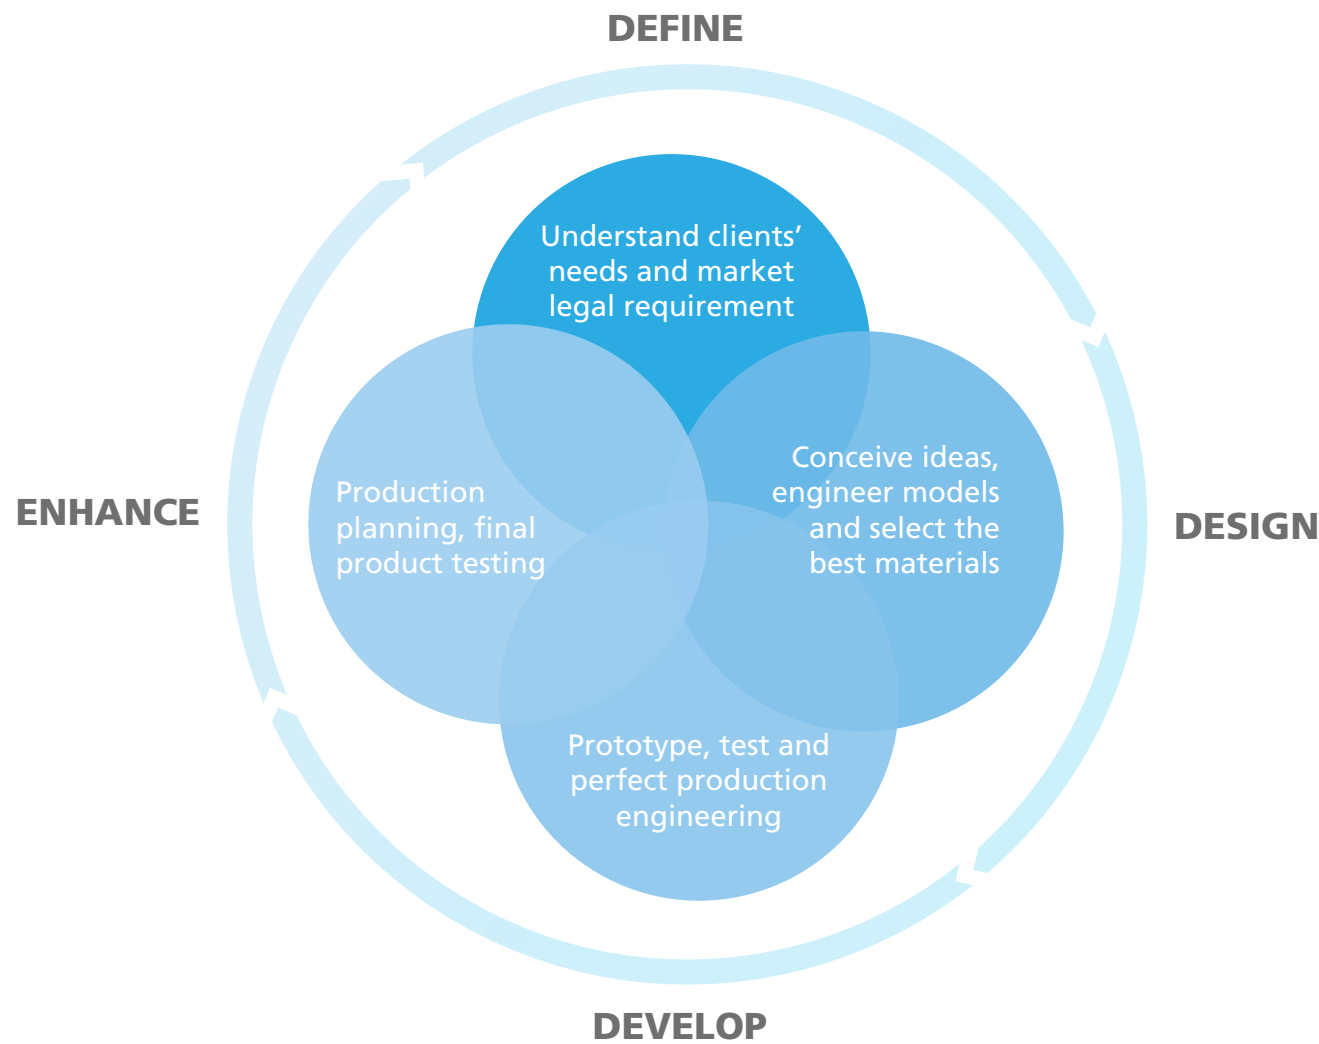 DEFINE
Understand clients’
needs and market
legal requirement
Conceive ideas,
engineer models
and select the
best materials
DESIGN
Prototype, test and
perfect production
engineering
DEVELOP
Production
planning, final
product testing
ENHANCE